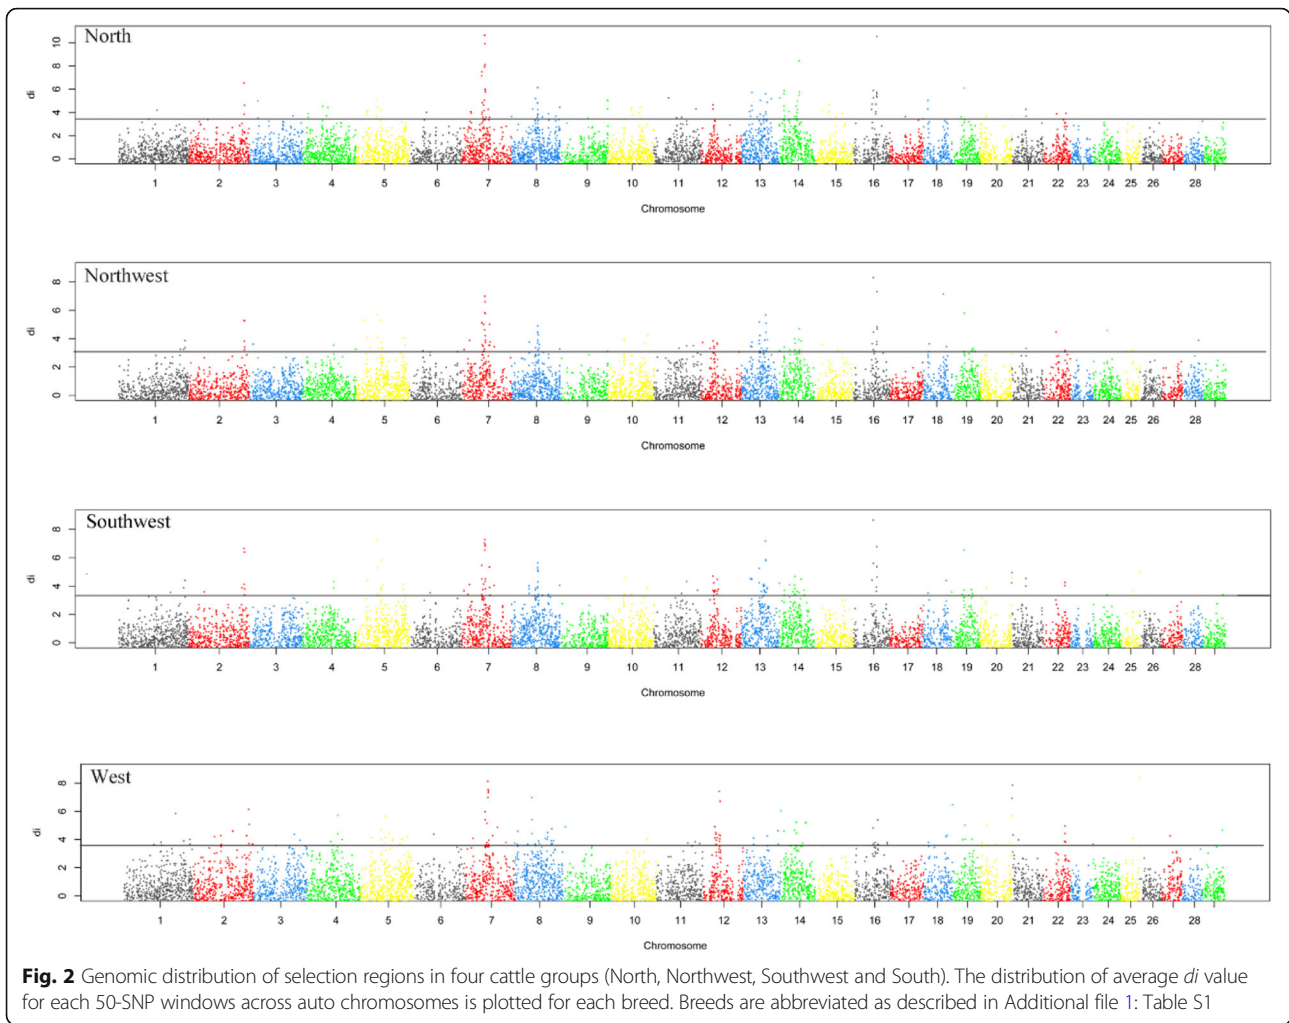 North
10
8
6
4
2
0
di
1 2 3 4 5 6 7 8 9 10 11 12 13 14 15 16 17 18 19 20 21 22 23 24 25 26 28
Chromosome
Northwest
8
6
4
2
0
di
1 2 3 4 5 6 7 8 9 10 11 12 13 14 15 16 17 18 19 20 21 22 23 24 25 26 28
Chromosome
Southwest
8
6
4
2
0
di
1 2 3 4 5 6 7 8 9 10 11 12 13 14 15 16 17 18 19 20 21 22 23 24 25 26 28
Chromosome
West
8
6
4
2
0
di
1 2 3 4 5 6 7 8 9 10 11 12 13 14 15 16 17 18 19 20 21 22 23 24 25 26 28
Chromosome
Fig. 2 Genomic distribution of selection regions in four cattle groups (North, Northwest, Southwest and South). The distribution of average di value
for each 50-SNP windows across auto chromosomes is plotted for each breed. Breeds are abbreviated as described in Additional file 1: Table S1